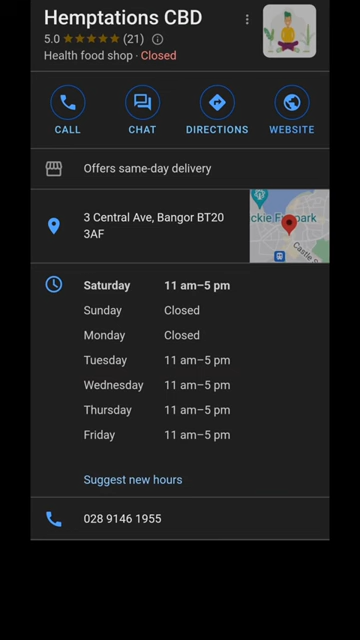 Hemptations CBD
5.0 (21)
Health food shop · Closed
CALL CHAT DIRECTIONS WEBSITE
Offers same-day delivery
3 Central Ave, Bangor BT20
3AF
ckie F park
Castle S
Saturday 11 am–5 pm
Sunday Closed
Monday Closed
Tuesday 11 am–5 pm
Wednesday 11 am–5 pm
Thursday 11 am–5 pm
Friday 11 am–5 pm
Suggest new hours
028 9146 1955